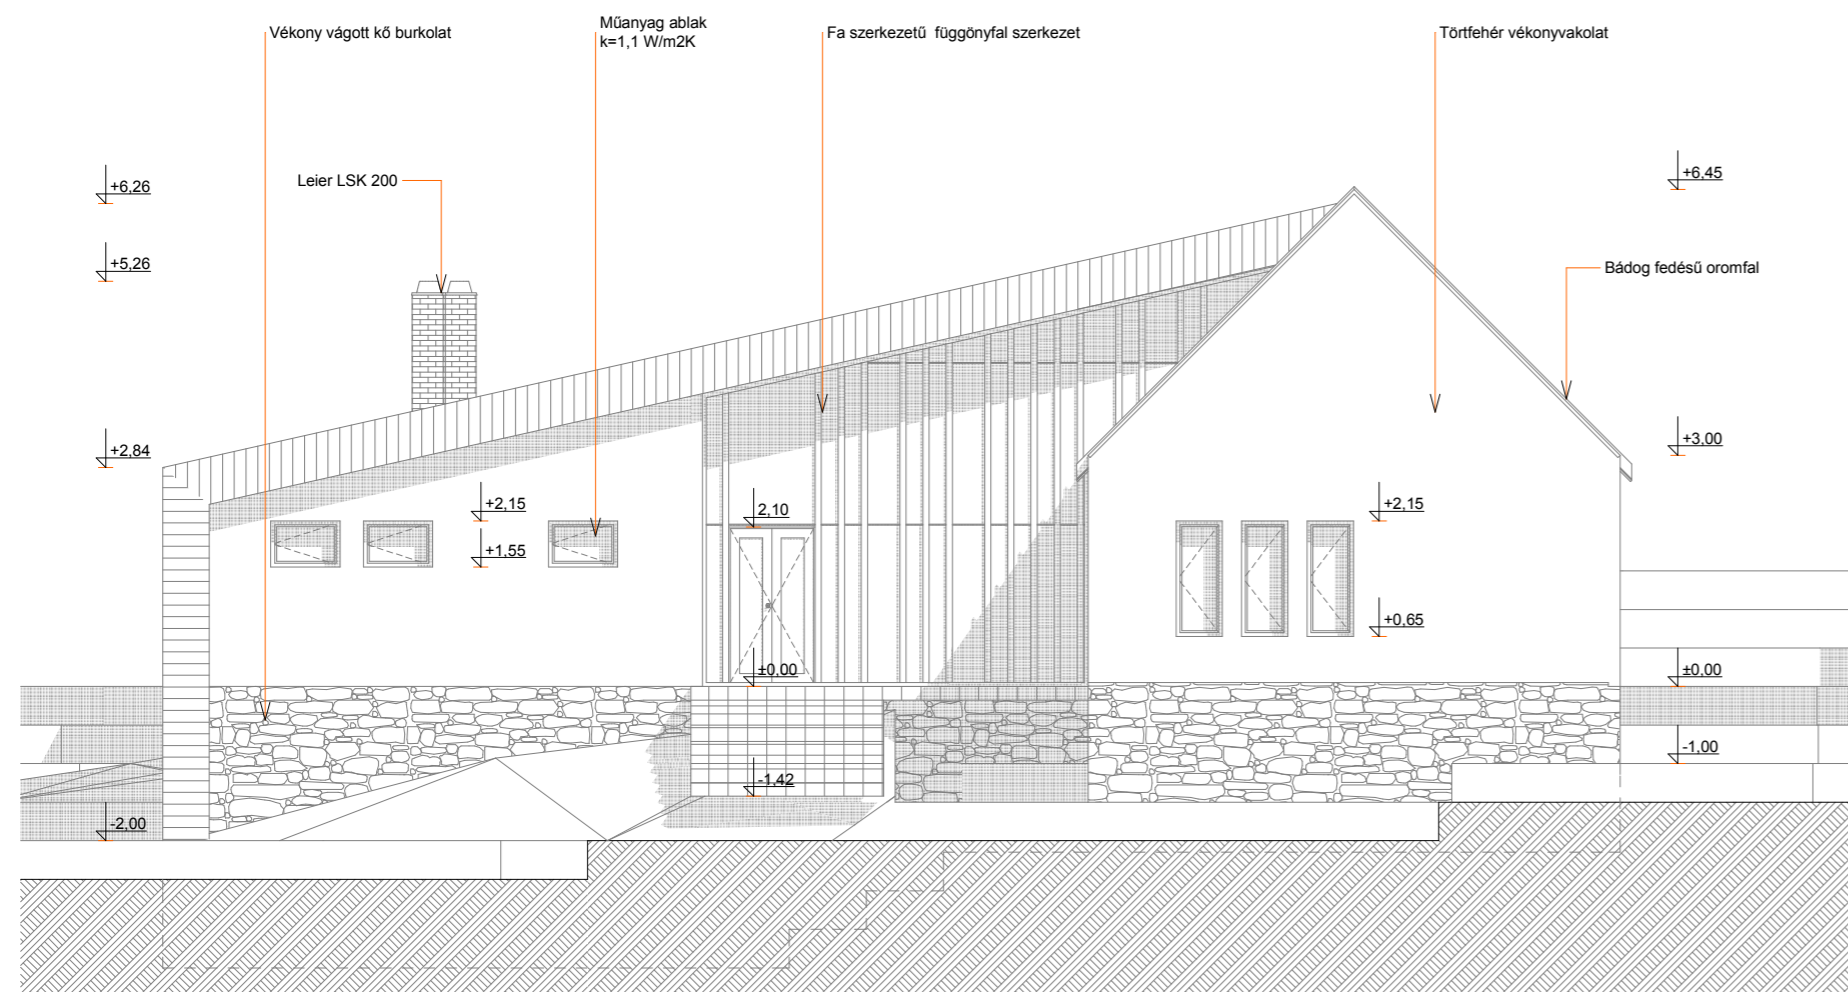 Vékony vágott kő burkolat
Műanyag ablak
k=1,1 W/m2K
Fa szerkezetű függönyfal szerkezet
Törtfehér vékonyvakolat
+6,26
Leier LSK 200
+6,45
+5,26
Bádog fedésű oromfal
+2,84
+3,00
+2,15
2,10
+2,15
+1,55
+0,65
±0,00
±0,00
-1,00
-1,42
-2,00